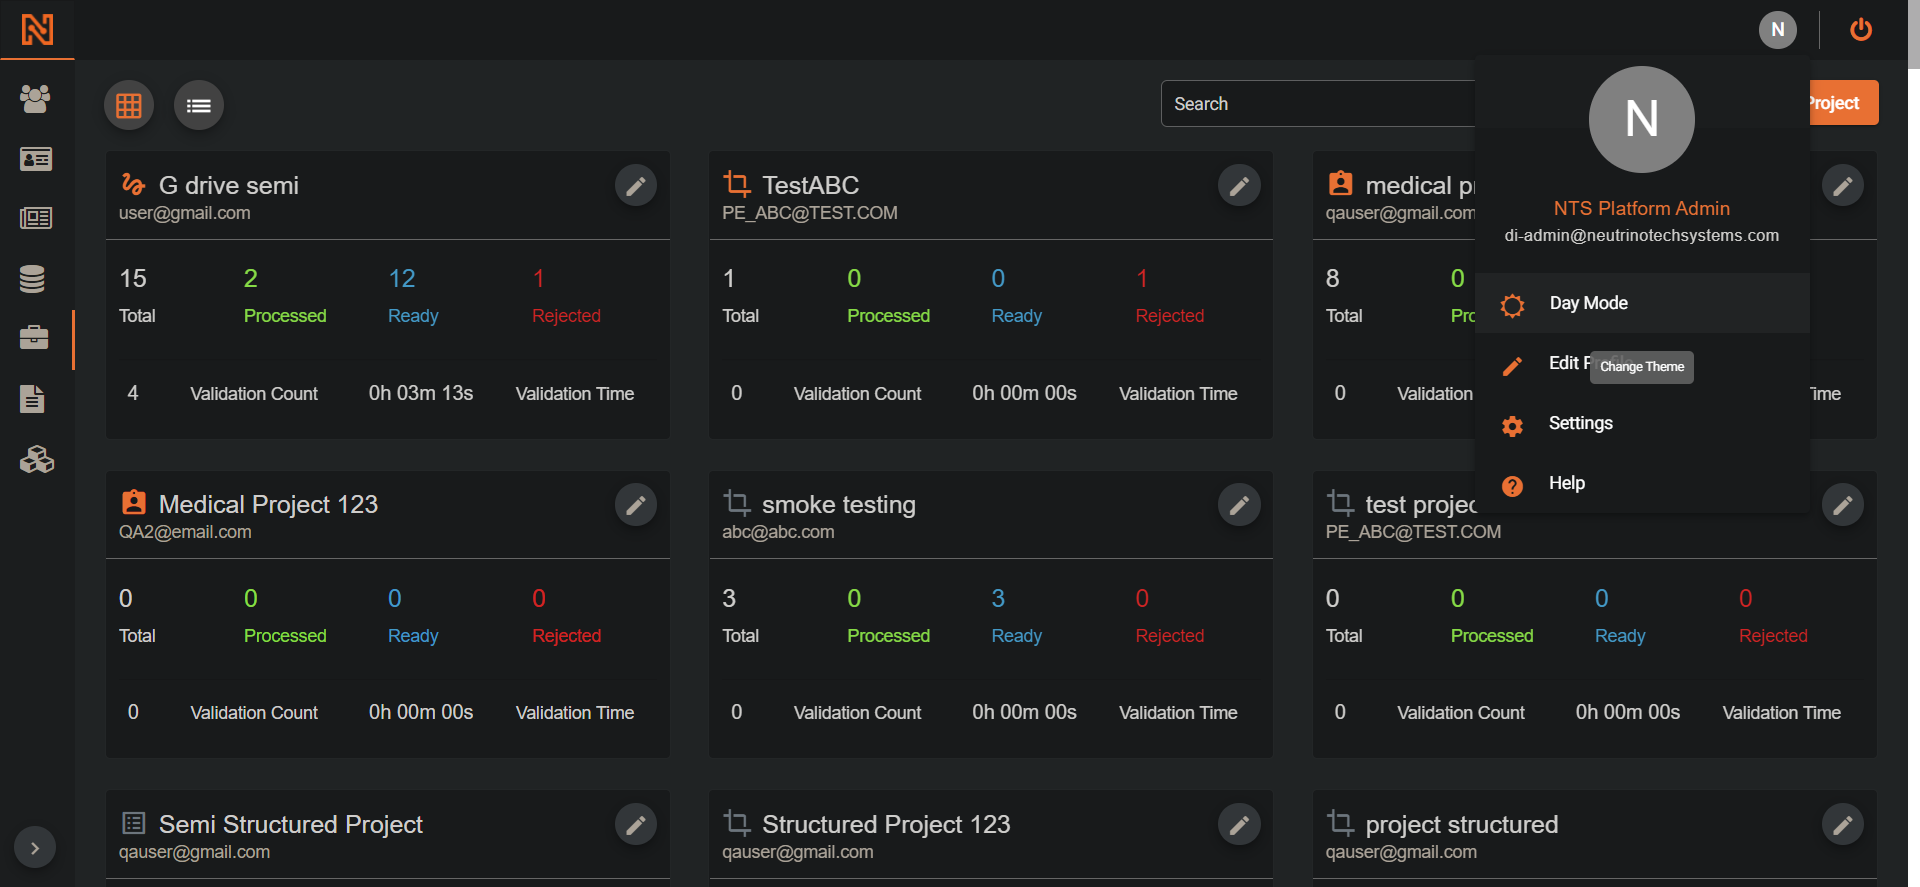 N
Search
Project
N
NTS Platform Admin
di-admin@neutrinotechsystems.com
Day Mode
Edit
Change Theme
Settings
Help
G drive semi
user@gmail.com
15 2 12 1
Total Processed Ready Rejected
4 Validation Count 0h 03m 13s Validation Time
TestABC
PE_ABC@TEST.COM
1 0 0 1
Total Processed Ready Rejected
0 Validation Count 0h 00m 00s Validation Time
medical
qauser@gmail.com
8 0
Total
0 Validation Time
Medical Project 123
QA2@email.com
0 0 0 0
Total Processed Ready Rejected
0 Validation Count 0h 00m 00s Validation Time
smoke testing
abc@abc.com
3 0 3 0
Total Processed Ready Rejected
0 Validation Count 0h 00m 00s Validation Time
test project
PE_ABC@TEST.COM
0 0 0 0
Total Processed Ready Rejected
0 Validation Count 0h 00m 00s Validation Time
Semi Structured Project
qauser@gmail.com
Structured Project 123
qauser@gmail.com
project structured
qauser@gmail.com